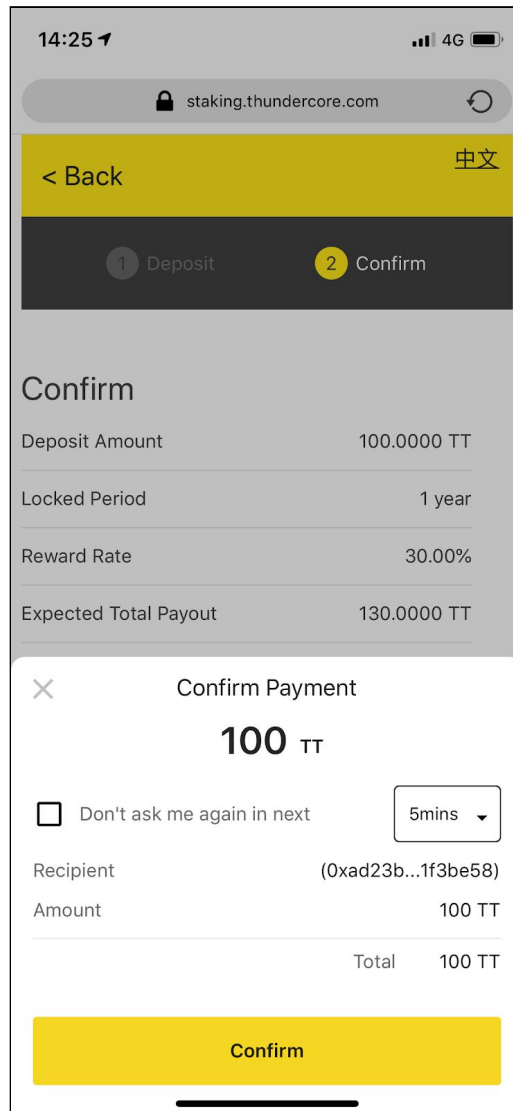 14:25 4G
staking.thundercore.com
< Back 中文
1 Deposit 2 Confirm
Confirm
Deposit Amount 100.0000 TT
Locked Period 1 year
Reward Rate 30.00%
Expected Total Payout 130.0000 TT
Confirm Payment
100 TT
Don't ask me again in next 5mins
Recipient (0xad23b...1f3be58)
Amount 100 TT
Total 100 TT
Confirm